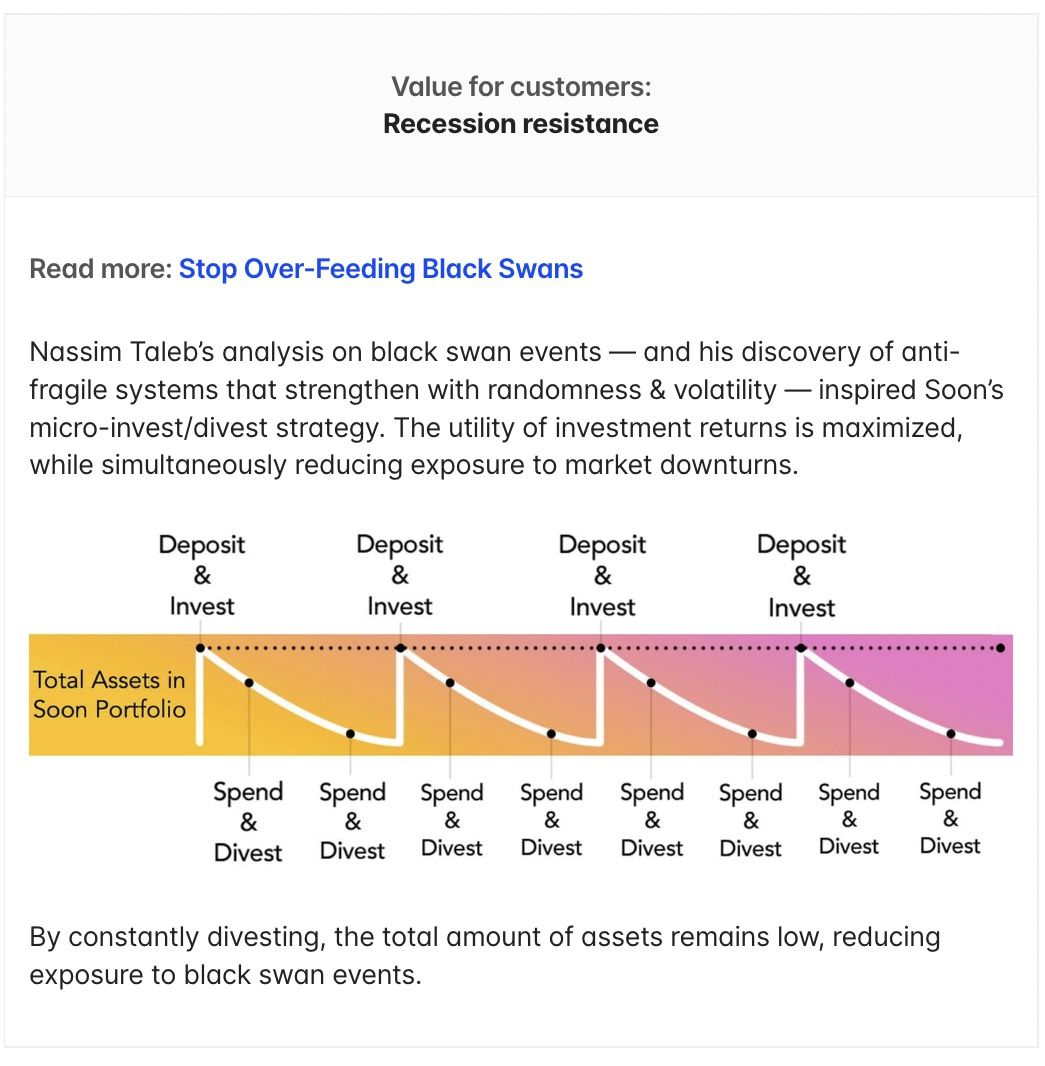 Value for customers:
Recession resistance
Read more: Stop Over-Feeding Black Swans
Nassim Taleb’s analysis on black swan events — and his discovery of anti-
fragile systems that strengthen with randomness & volatility — inspired Soon’s
micro-invest/divest strategy. The utility of investment returns is maximized,
while simultaneously reducing exposure to market downturns.
Deposit
&
Invest
Deposit
&
Invest
Deposit
&
Invest
Deposit
&
Invest
Total Assets in
Soon Portfolio
Spend
&
Divest
Spend
&
Divest
Spend
&
Divest
Spend
&
Divest
Spend
&
Divest
Spend
&
Divest
Spend
&
Divest
Spend
&
Divest
By constantly divesting, the total amount of assets remains low, reducing
exposure to black swan events.